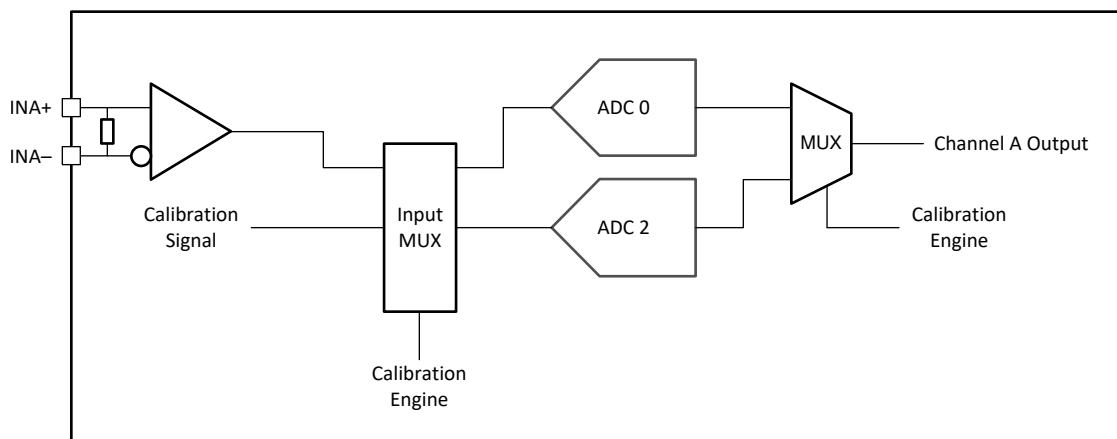 INA+
INA–
ADC 0
MUX
Channel A Output
Calibration
Signal
Input
MUX
ADC 2
Calibration
Engine
Calibration
Engine